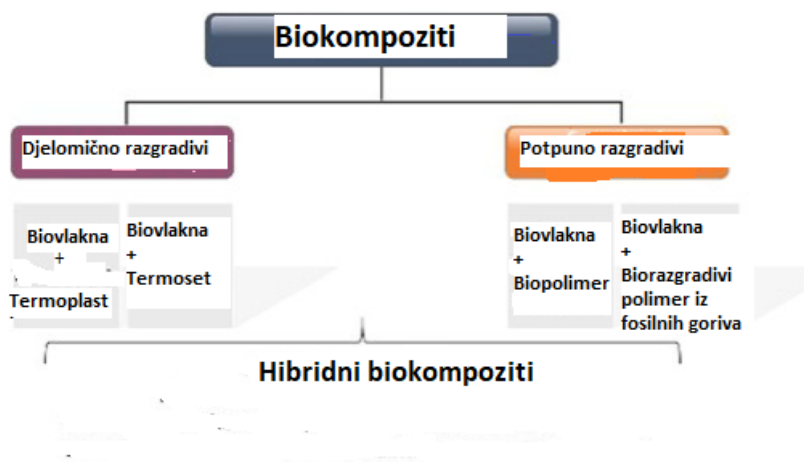 Biokompoziti
Djelomično razgradivi
Potpuno razgradivi
Biovlakna
+
Termoplast
Biovlakna
+
Termoset
Biovlakna
+
Biopolimer
Biovlakna
+
Biorazgradivi
polimer iz
fosilnih goriva
Hibridni biokompoziti